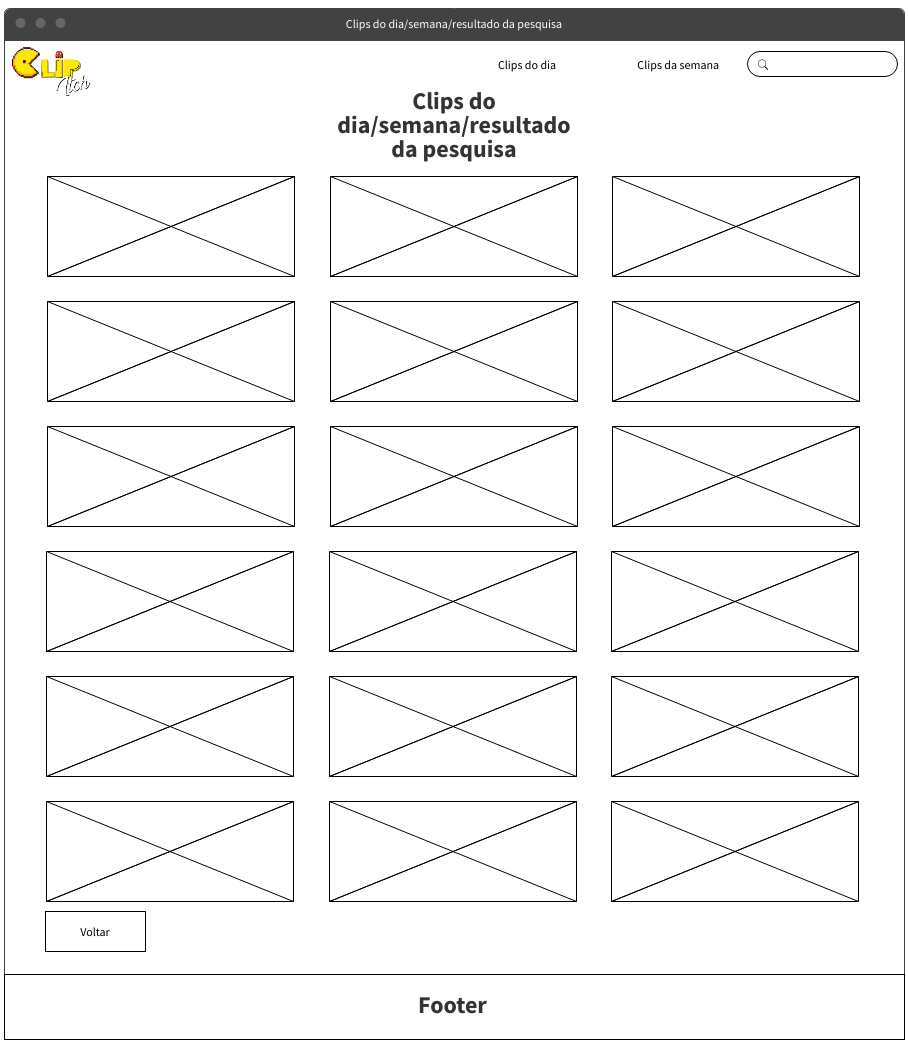 Clips do dia/semana/resultado da pesquisa
CLIP
Clips do dia
Clips da semana
Clips do
dia/semana/resultado
da pesquisa
Voltar
Footer